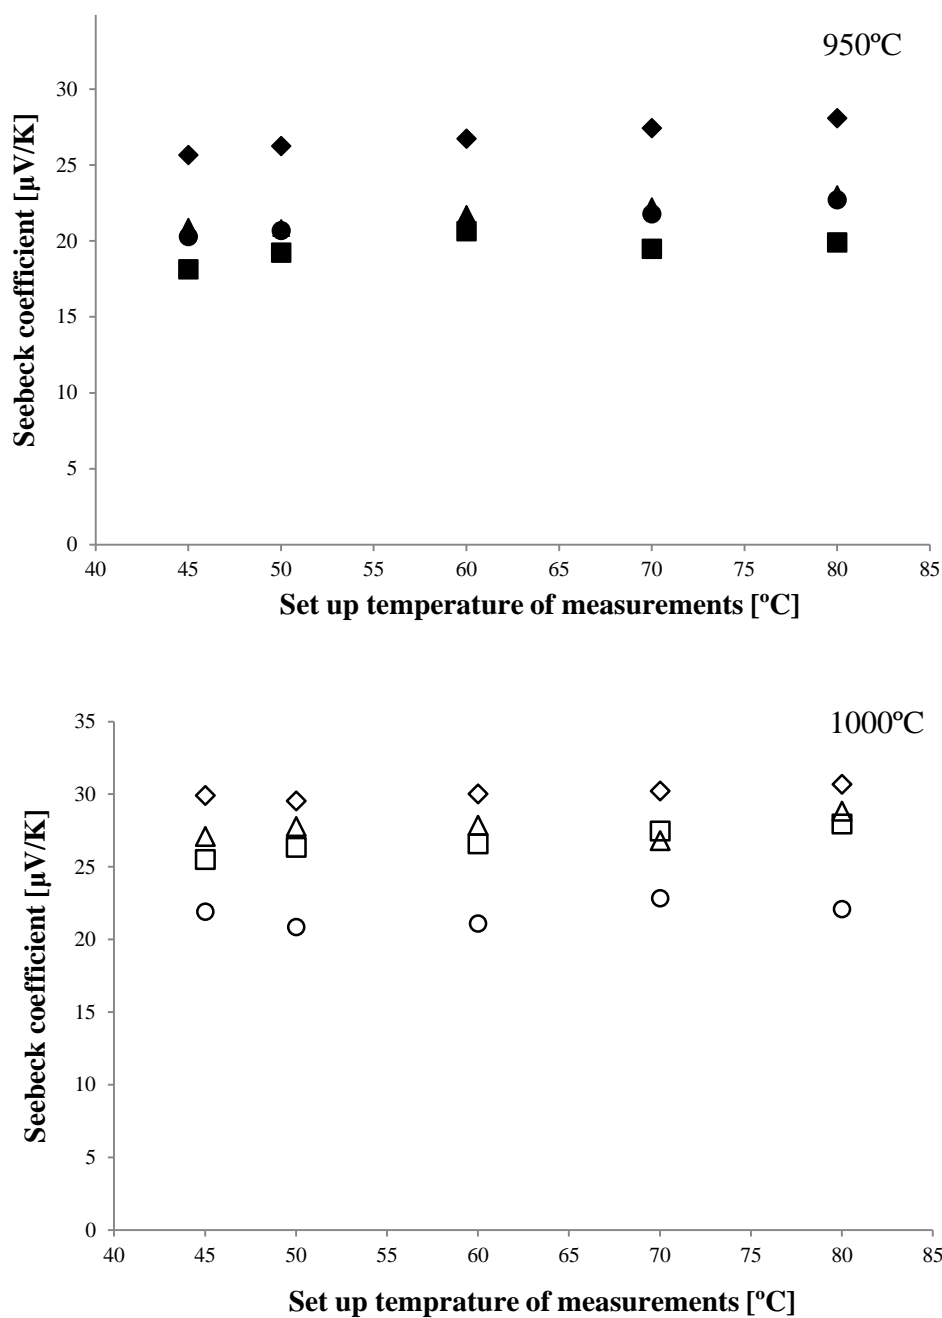 950ºC
30
25
20
15
10
5
0
40 45 50 55 60 65 70 75 80 85
Seebeck coefficient [µV/K]
Set up temperature of measurements [ºC]
1000ºC
35
30
25
20
15
10
5
0
40 45 50 55 60 65 70 75 80 85
Seebeck coefficient [µV/K]
Set up temprature of measurements [ºC]